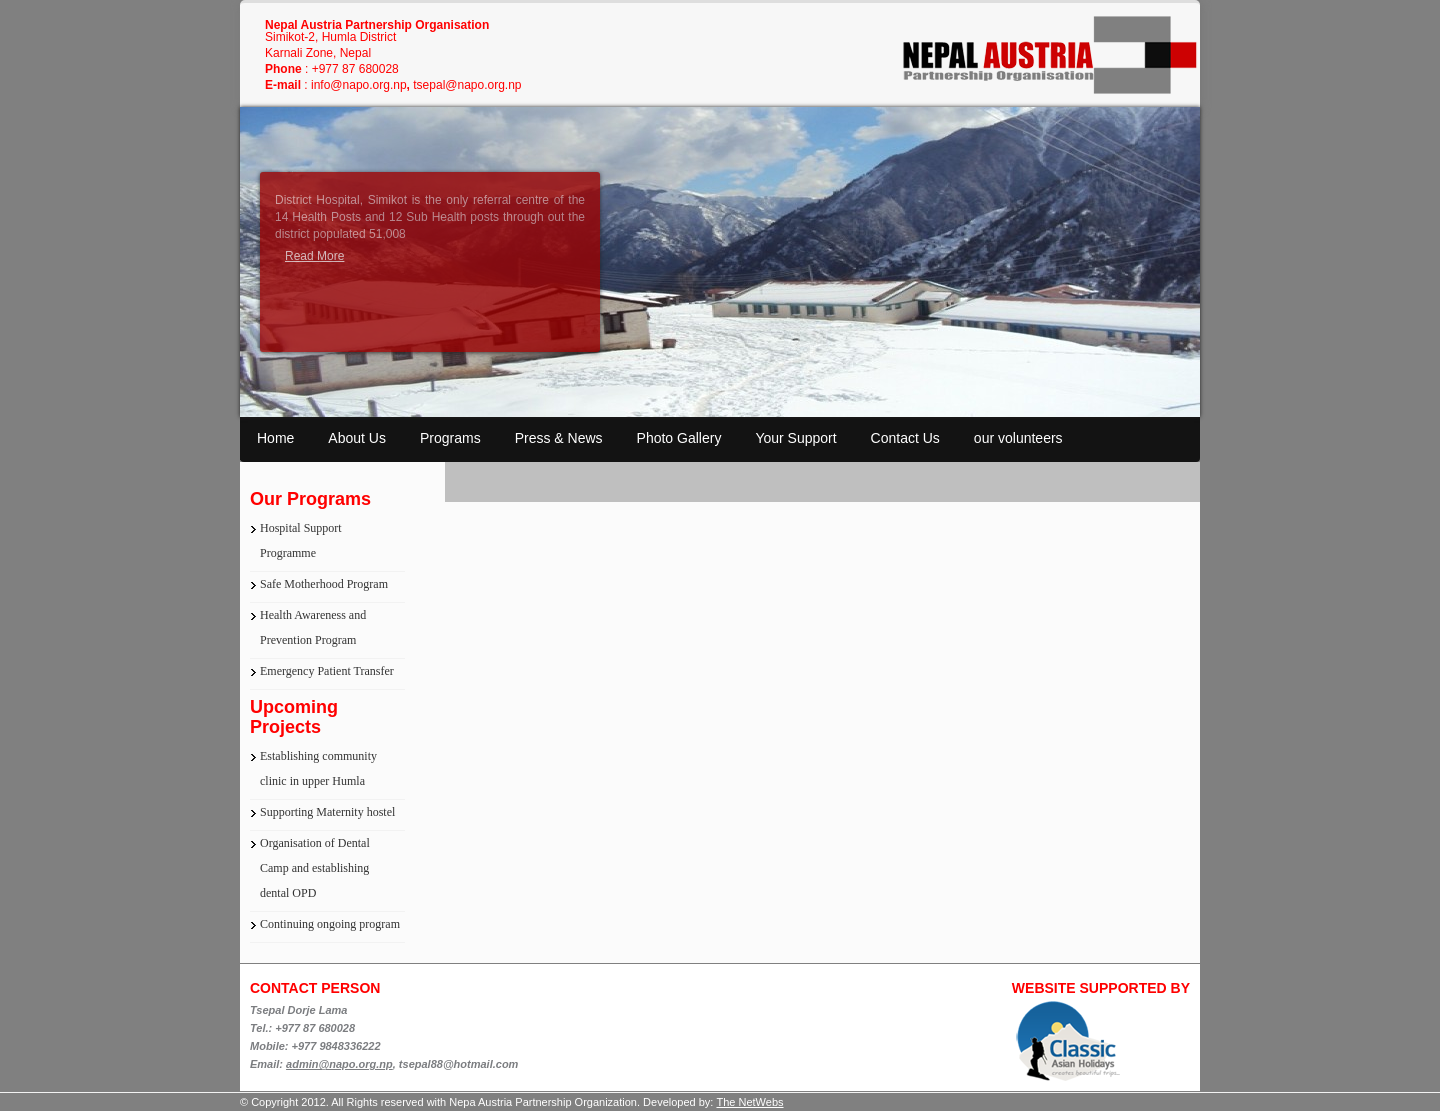 Nepal Austria Partnership Organisation
Simikot-2, Humla District
Karnali Zone, Nepal
Phone : +977 87 680028
E-mail : info@napo.org.np, tsepal@napo.org.np
NEPAL AUSTRIA
Partnership Organisation
District Hospital, Simikot is the only referral centre of the
14 Health Posts and 12 Sub Health posts through out the
district populated 51,008
Read More
Home About Us Programs Press & News Photo Gallery Your Support Contact Us our volunteers
Our Programs
Hospital Support
Programme
Safe Motherhood Program
Health Awareness and
Prevention Program
Emergency Patient Transfer
Upcoming
Projects
Establishing community
clinic in upper Humla
Supporting Maternity hostel
Organisation of Dental
Camp and establishing
dental OPD
Continuing ongoing program
CONTACT PERSON
Tsepal Dorje Lama
Tel.: +977 87 680028
Mobile: +977 9848336222
Email: admin@napo.org.np, tsepal88@hotmail.com
WEBSITE SUPPORTED BY
Classic
Asian Holidays
creates beautiful trips...
© Copyright 2012. All Rights reserved with Nepa Austria Partnership Organization. Developed by: The NetWebs